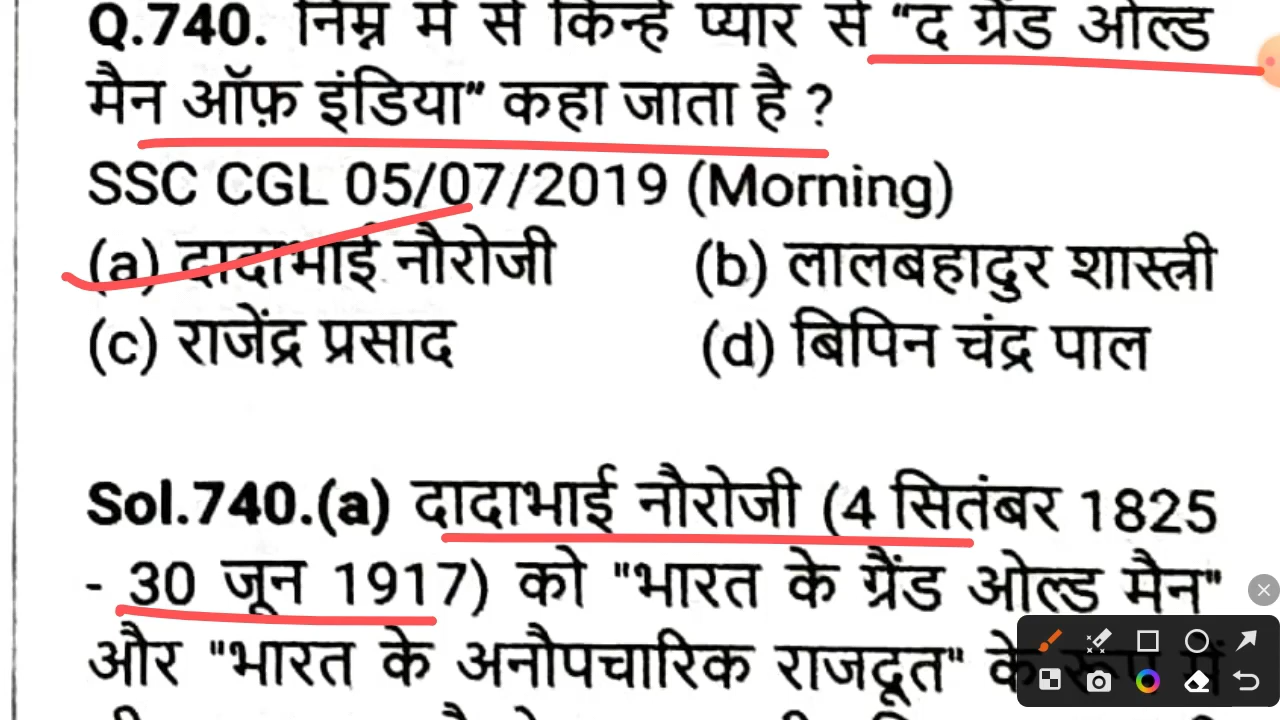 Q.740. निम्न में से किन्हें प्यार से “द ग्रैंड ओल्ड
मैन ऑफ़ इंडिया” कहा जाता है ?
SSC CGL 05/07/2019 (Morning)
(a) दादाभाई नौरोजी (b) लालबहादुर शास्त्री
(c) राजेंद्र प्रसाद (d) बिपिन चंद्र पाल
Sol.740.(a) दादाभाई नौरोजी (4 सितंबर 1825
- 30 जून 1917) को "भारत के ग्रैंड ओल्ड मैन"
और "भारत के अनौपचारिक राजदूत" के रूप में